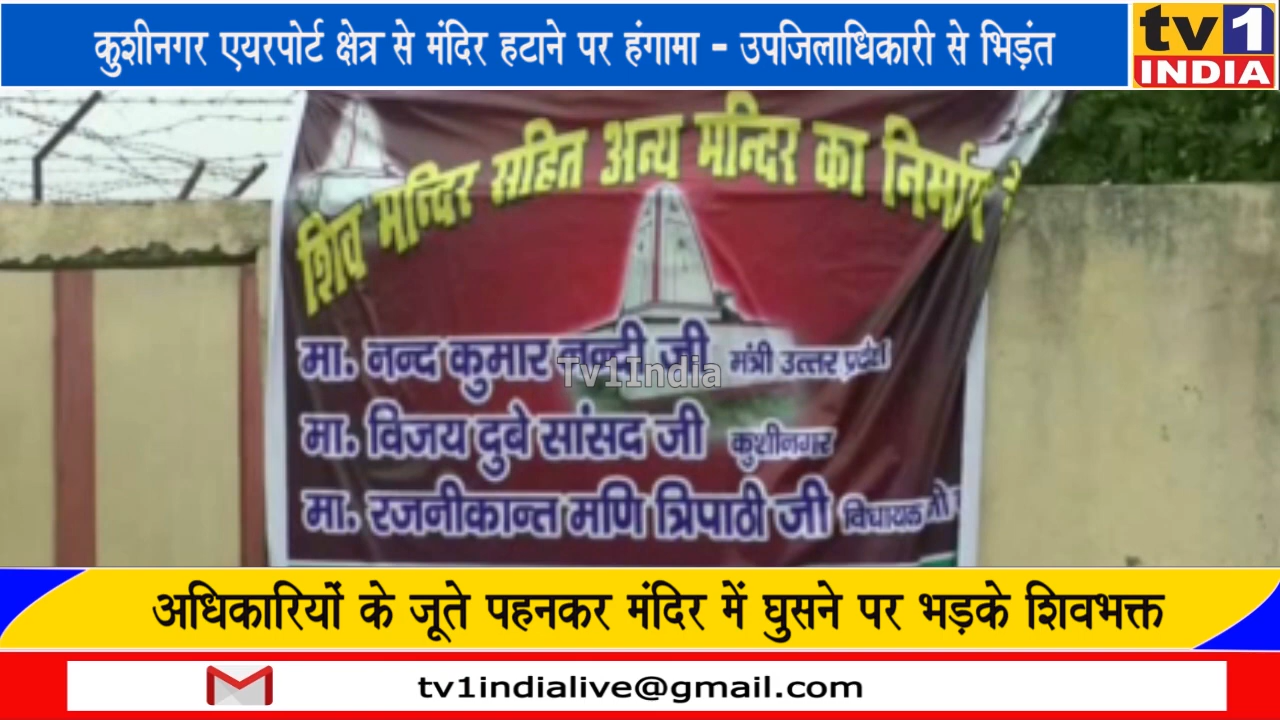 कुशीनगर एयरपोर्ट क्षेत्र से मंदिर हटाने पर हंगामा - उपजिलाधिकारी से भिड़ंत
tv1
INDIA
शिव मन्दिर सहित अन्य मन्दिर का निर्माण
मा. नन्द कुमार नन्दी जी मंत्री उत्तर प्रदेश
Tv1India
मा. विजय दुबे सांसद जी कुशीनगर
मा. रजनीकान्त मणि त्रिपाठी जी विधायक
अधिकारियों के जूते पहनकर मंदिर में घुसने पर भड़के शिवभक्त
tv1indialive@gmail.com